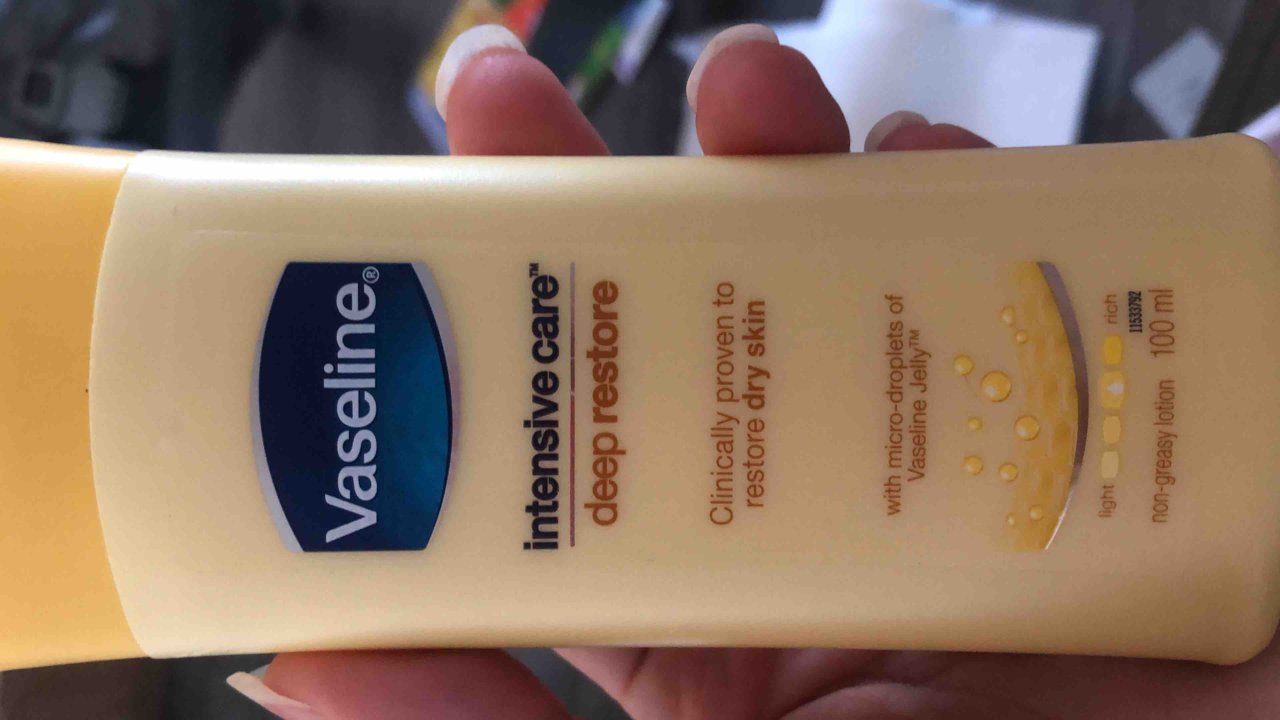 Vaseline®
intensive care™
deep restore
Clinically proven to
restore dry skin
with micro-droplets of
Vaseline Jelly™
light rich
11533792
non-greasy lotion 100 ml